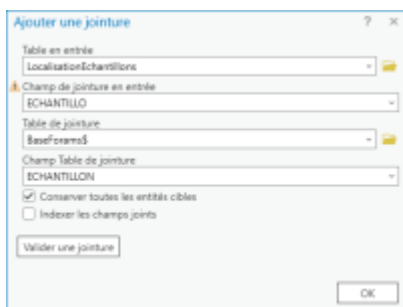 Ajouter une jointure ? ×
Table en entrée
LocalisationEchantillons
Champ de jointure en entrée
ECHANTILLO
Table de jointure
BaseForams$
Champ Table de jointure
ECHANTILLON
Conserver toutes les entités cibles
Indexer les champs joints
Valider une jointure
OK